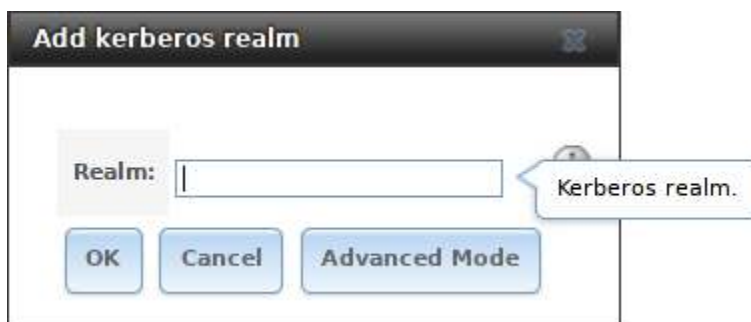 Add kerberos realm
Realm:
Kerberos realm.
OK Cancel Advanced Mode